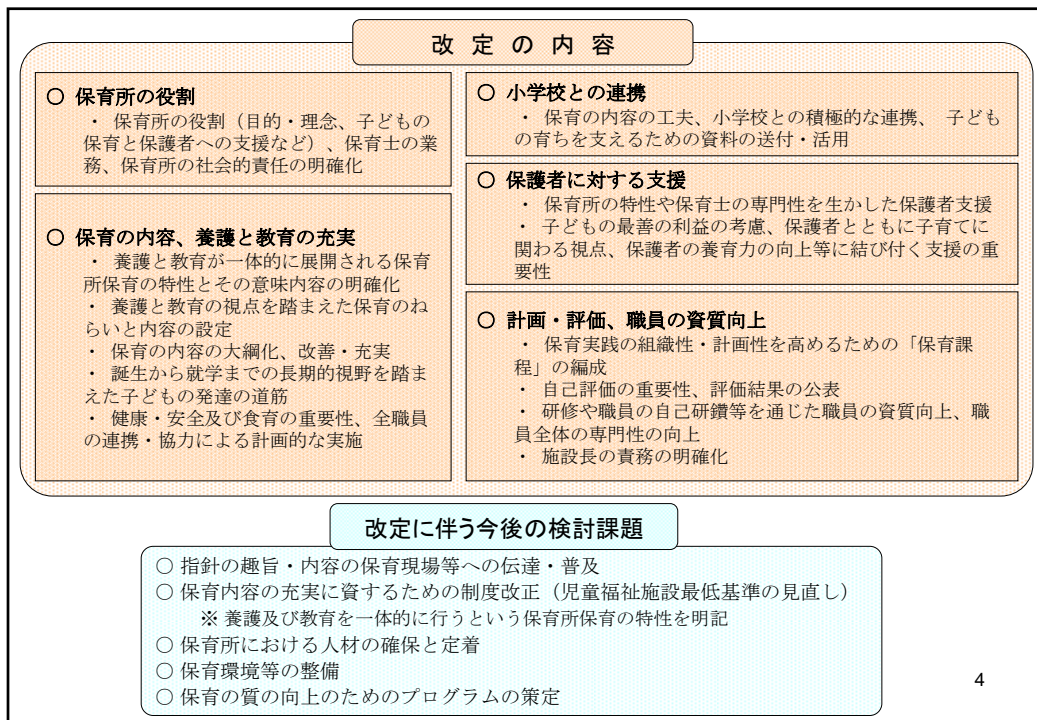 改 定 の 内 容
○ 保育所の役割
・ 保育所の役割（目的・理念、子どもの
保育と保護者への支援など）、保育士の業
務、保育所の社会的責任の明確化
○ 保育の内容、養護と教育の充実
・ 養護と教育が一体的に展開される保育
所保育の特性とその意味内容の明確化
・ 養護と教育の視点を踏まえた保育のね
らいと内容の設定
・ 保育の内容の大綱化、改善・充実
・ 誕生から就学までの長期的視野を踏ま
えた子どもの発達の道筋
・ 健康・安全及び食育の重要性、全職員
の連携・協力による計画的な実施
○ 小学校との連携
・ 保育の内容の工夫、小学校との積極的な連携、 子ども
の育ちを支えるための資料の送付・活用
○ 保護者に対する支援
・ 保育所の特性や保育士の専門性を生かした保護者支援
・ 子どもの最善の利益の考慮、保護者とともに子育てに
関わる視点、保護者の養育力の向上等に結び付く支援の重
要性
○ 計画・評価、職員の資質向上
・ 保育実践の組織性・計画性を高めるための「保育課
程」の編成
・ 自己評価の重要性、評価結果の公表
・ 研修や職員の自己研鑽等を通じた職員の資質向上、職
員全体の専門性の向上
・ 施設長の責務の明確化
改定に伴う今後の検討課題
○ 指針の趣旨・内容の保育現場等への伝達・普及
○ 保育内容の充実に資するための制度改正（児童福祉施設最低基準の見直し）
※ 養護及び教育を一体的に行うという保育所保育の特性を明記
○ 保育所における人材の確保と定着
○ 保育環境等の整備
○ 保育の質の向上のためのプログラムの策定
4